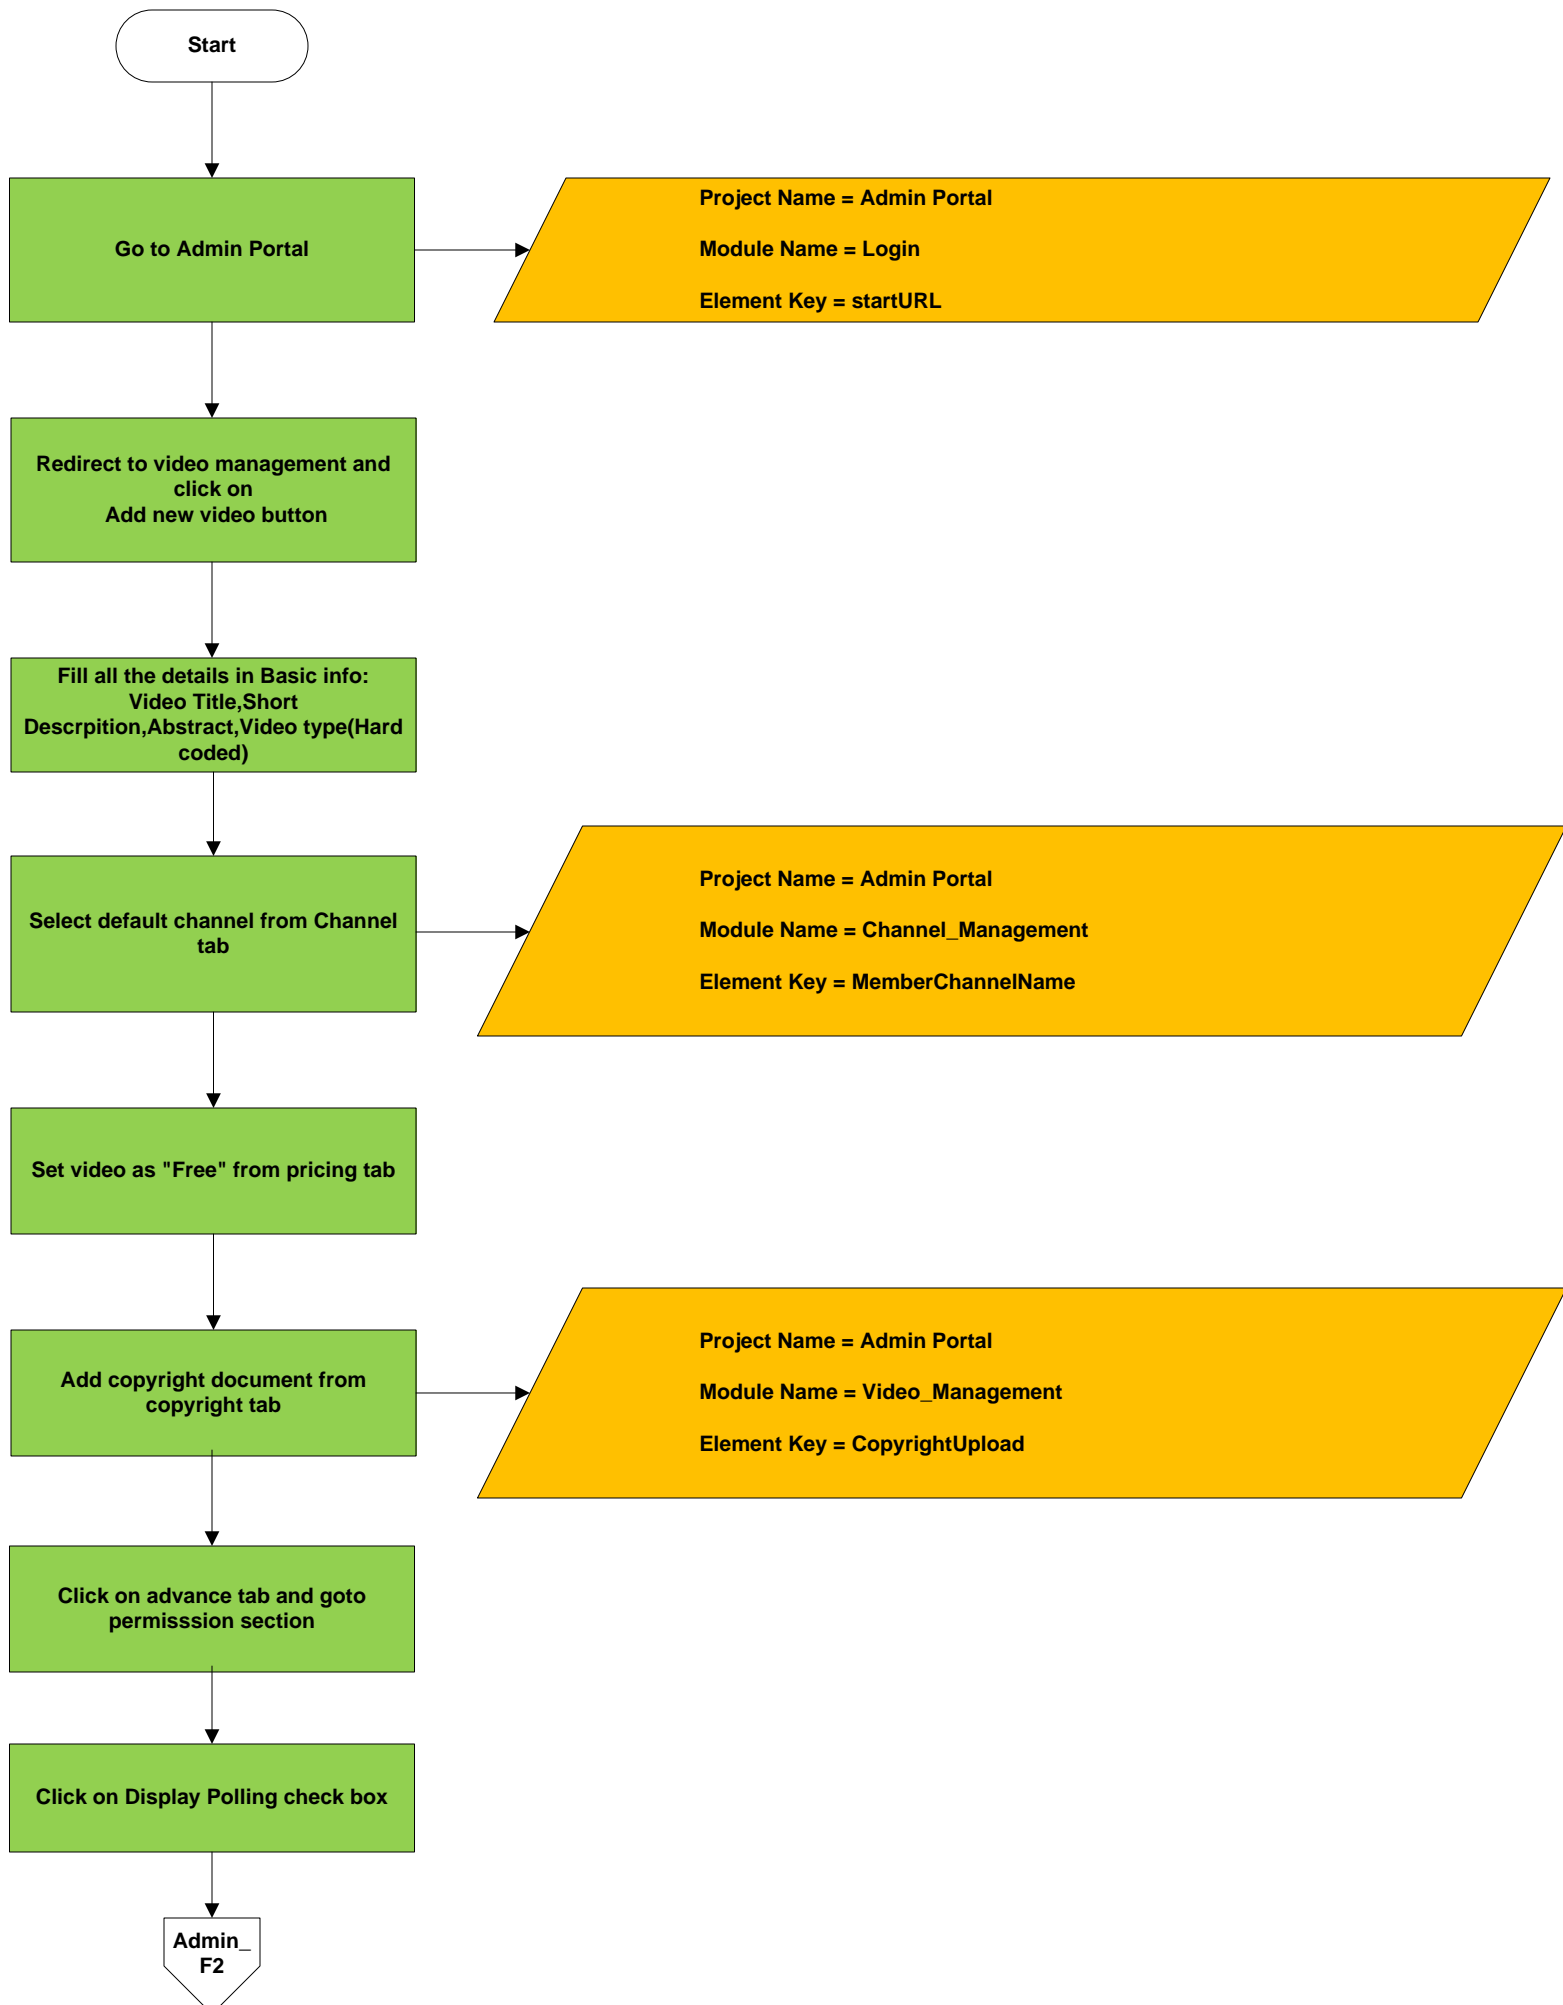 Start
Go to Admin Portal
Project Name = Admin Portal
Module Name = Login
Element Key = startURL
Redirect to video management and
click on
Add new video button
Fill all the details in Basic info:
Video Title,Short
Descrpition,Abstract,Video type(Hard
coded)
Select default channel from Channel
tab
Project Name = Admin Portal
Module Name = Channel_Management
Element Key = MemberChannelName
Set video as "Free" from pricing tab
Add copyright document from
copyright tab
Project Name = Admin Portal
Module Name = Video_Management
Element Key = CopyrightUpload
Click on advance tab and goto
permisssion section
Click on Display Polling check box
Admin_
F2